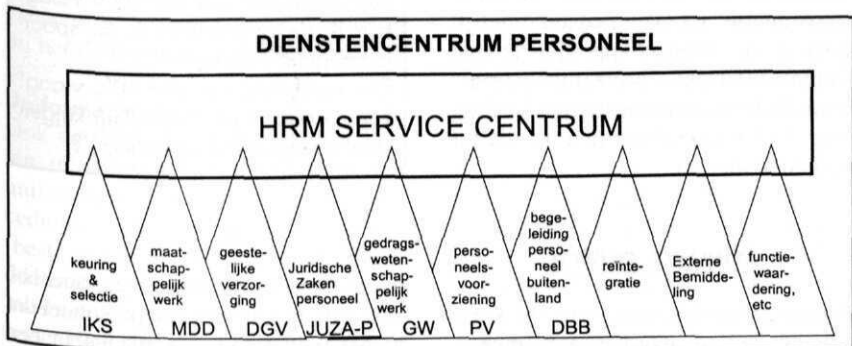 DIENSTENCENTRUM PERSONEEL
HRM SERVICE CENTRUM
keuring
&
selectie
IKS
maat-
schap-
pelijk
werk
MDD
geeste-
lijke
verzor-
ging
DGV
Juridische
Zaken
personeel
JUZA-P
gedrags-
weten-
schap-
pelijk
werk
GW
perso-
neels-
voor-
ziening
PV
bege-
leiding
perso-
neel
buiten-
land
DBB
reïnte-
gratie
Externe
Bemidde-
ling
functie-
waar-
dering,
etc